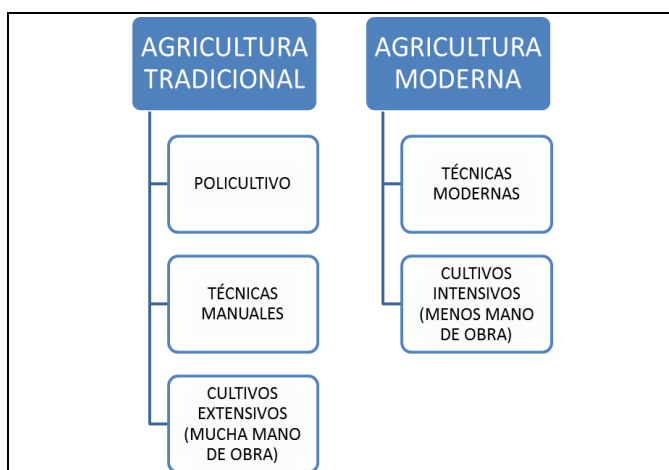 AGRICULTURA
TRADICIONAL
POLICULTIVO
TÉCNICAS
MANUALES
CULTIVOS
EXTENSIVOS
(MUCHA MANO
DE OBRA)
AGRICULTURA
MODERNA
TÉCNICAS
MODERNAS
CULTIVOS
INTENSIVOS
(MENOS MANO
DE OBRA)